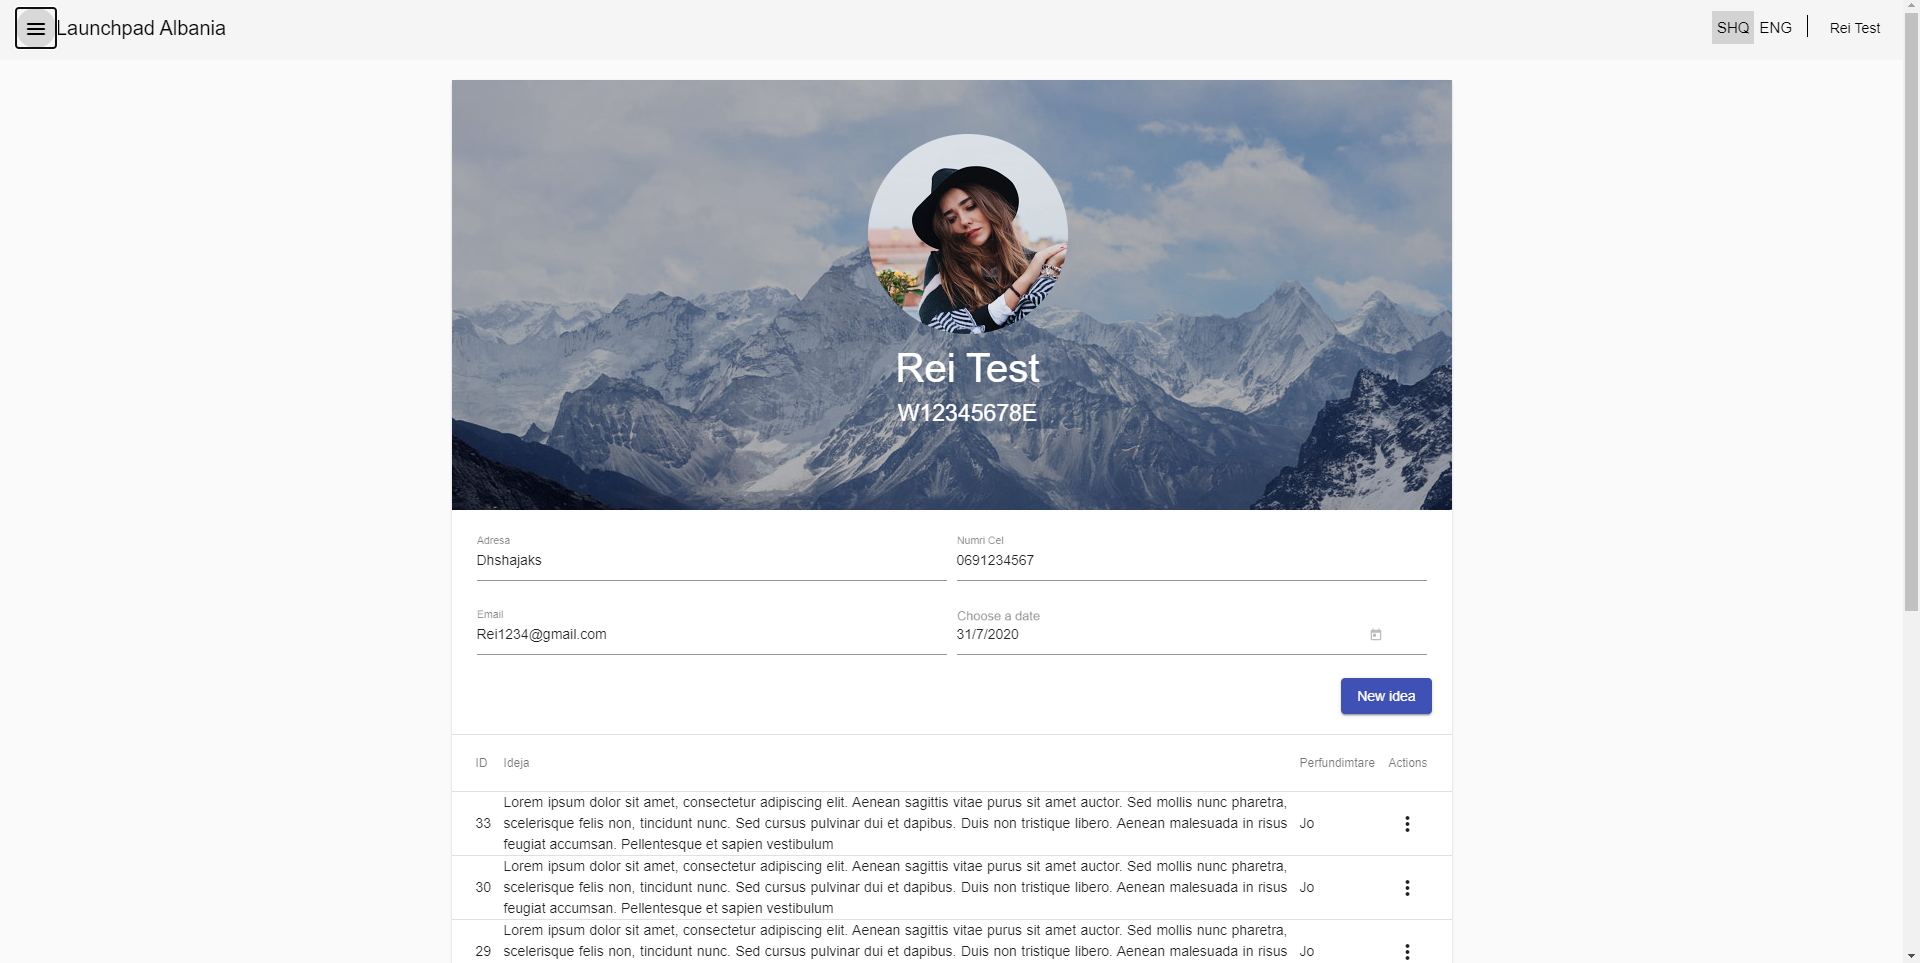 Launchpad Albania
SHQ ENG Rei Test
Rei Test
W12345678E
Adresa
Dhshajaks
Numri Cel
0691234567
Email
Rei1234@gmail.com
Choose a date
31/7/2020
New idea
ID Ideja Perfundimtare Actions
Lorem ipsum dolor sit amet, consectetur adipiscing elit. Aenean sagittis vitae purus sit amet auctor. Sed mollis nunc pharetra,
33 scelerisque felis non, tincidunt nunc. Sed cursus pulvinar dui et dapibus. Duis non tristique libero. Aenean malesuada in risus Jo
feugiat accumsan. Pellentesque et sapien vestibulum
Lorem ipsum dolor sit amet, consectetur adipiscing elit. Aenean sagittis vitae purus sit amet auctor. Sed mollis nunc pharetra,
30 scelerisque felis non, tincidunt nunc. Sed cursus pulvinar dui et dapibus. Duis non tristique libero. Aenean malesuada in risus Jo
feugiat accumsan. Pellentesque et sapien vestibulum
Lorem ipsum dolor sit amet, consectetur adipiscing elit. Aenean sagittis vitae purus sit amet auctor. Sed mollis nunc pharetra,
29 scelerisque felis non, tincidunt nunc. Sed cursus pulvinar dui et dapibus. Duis non tristique libero. Aenean malesuada in risus Jo